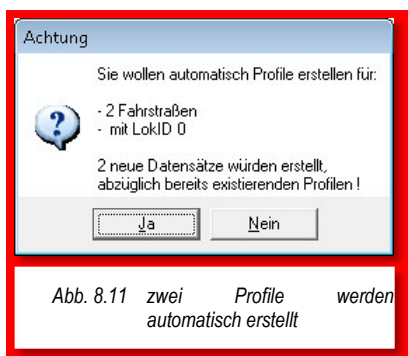 Achtung
Sie wollen automatisch Profile erstellen für:
- 2 Fahrstraßen
- mit LokID 0
2 neue Datensätze würden erstellt,
abzüglich bereits existierenden Profilen !
Ja Nein
Abb. 8.11 zwei Profile werden
automatisch erstellt